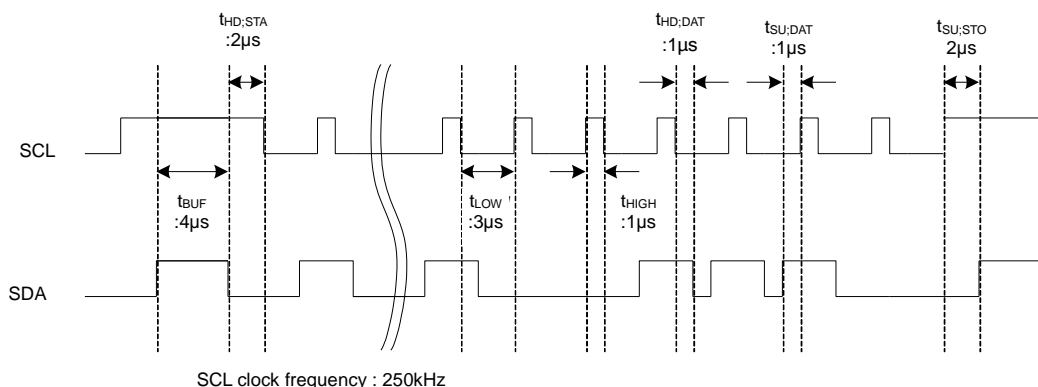 tHD;STA
:2µs
tHD;DAT
:1µs
tSU;DAT
:1µs
tSU;STO
2µs
SCL
tBUF
:4µs
tLOW
:3µs
tHIGH
:1µs
SDA
SCL clock frequency : 250kHz